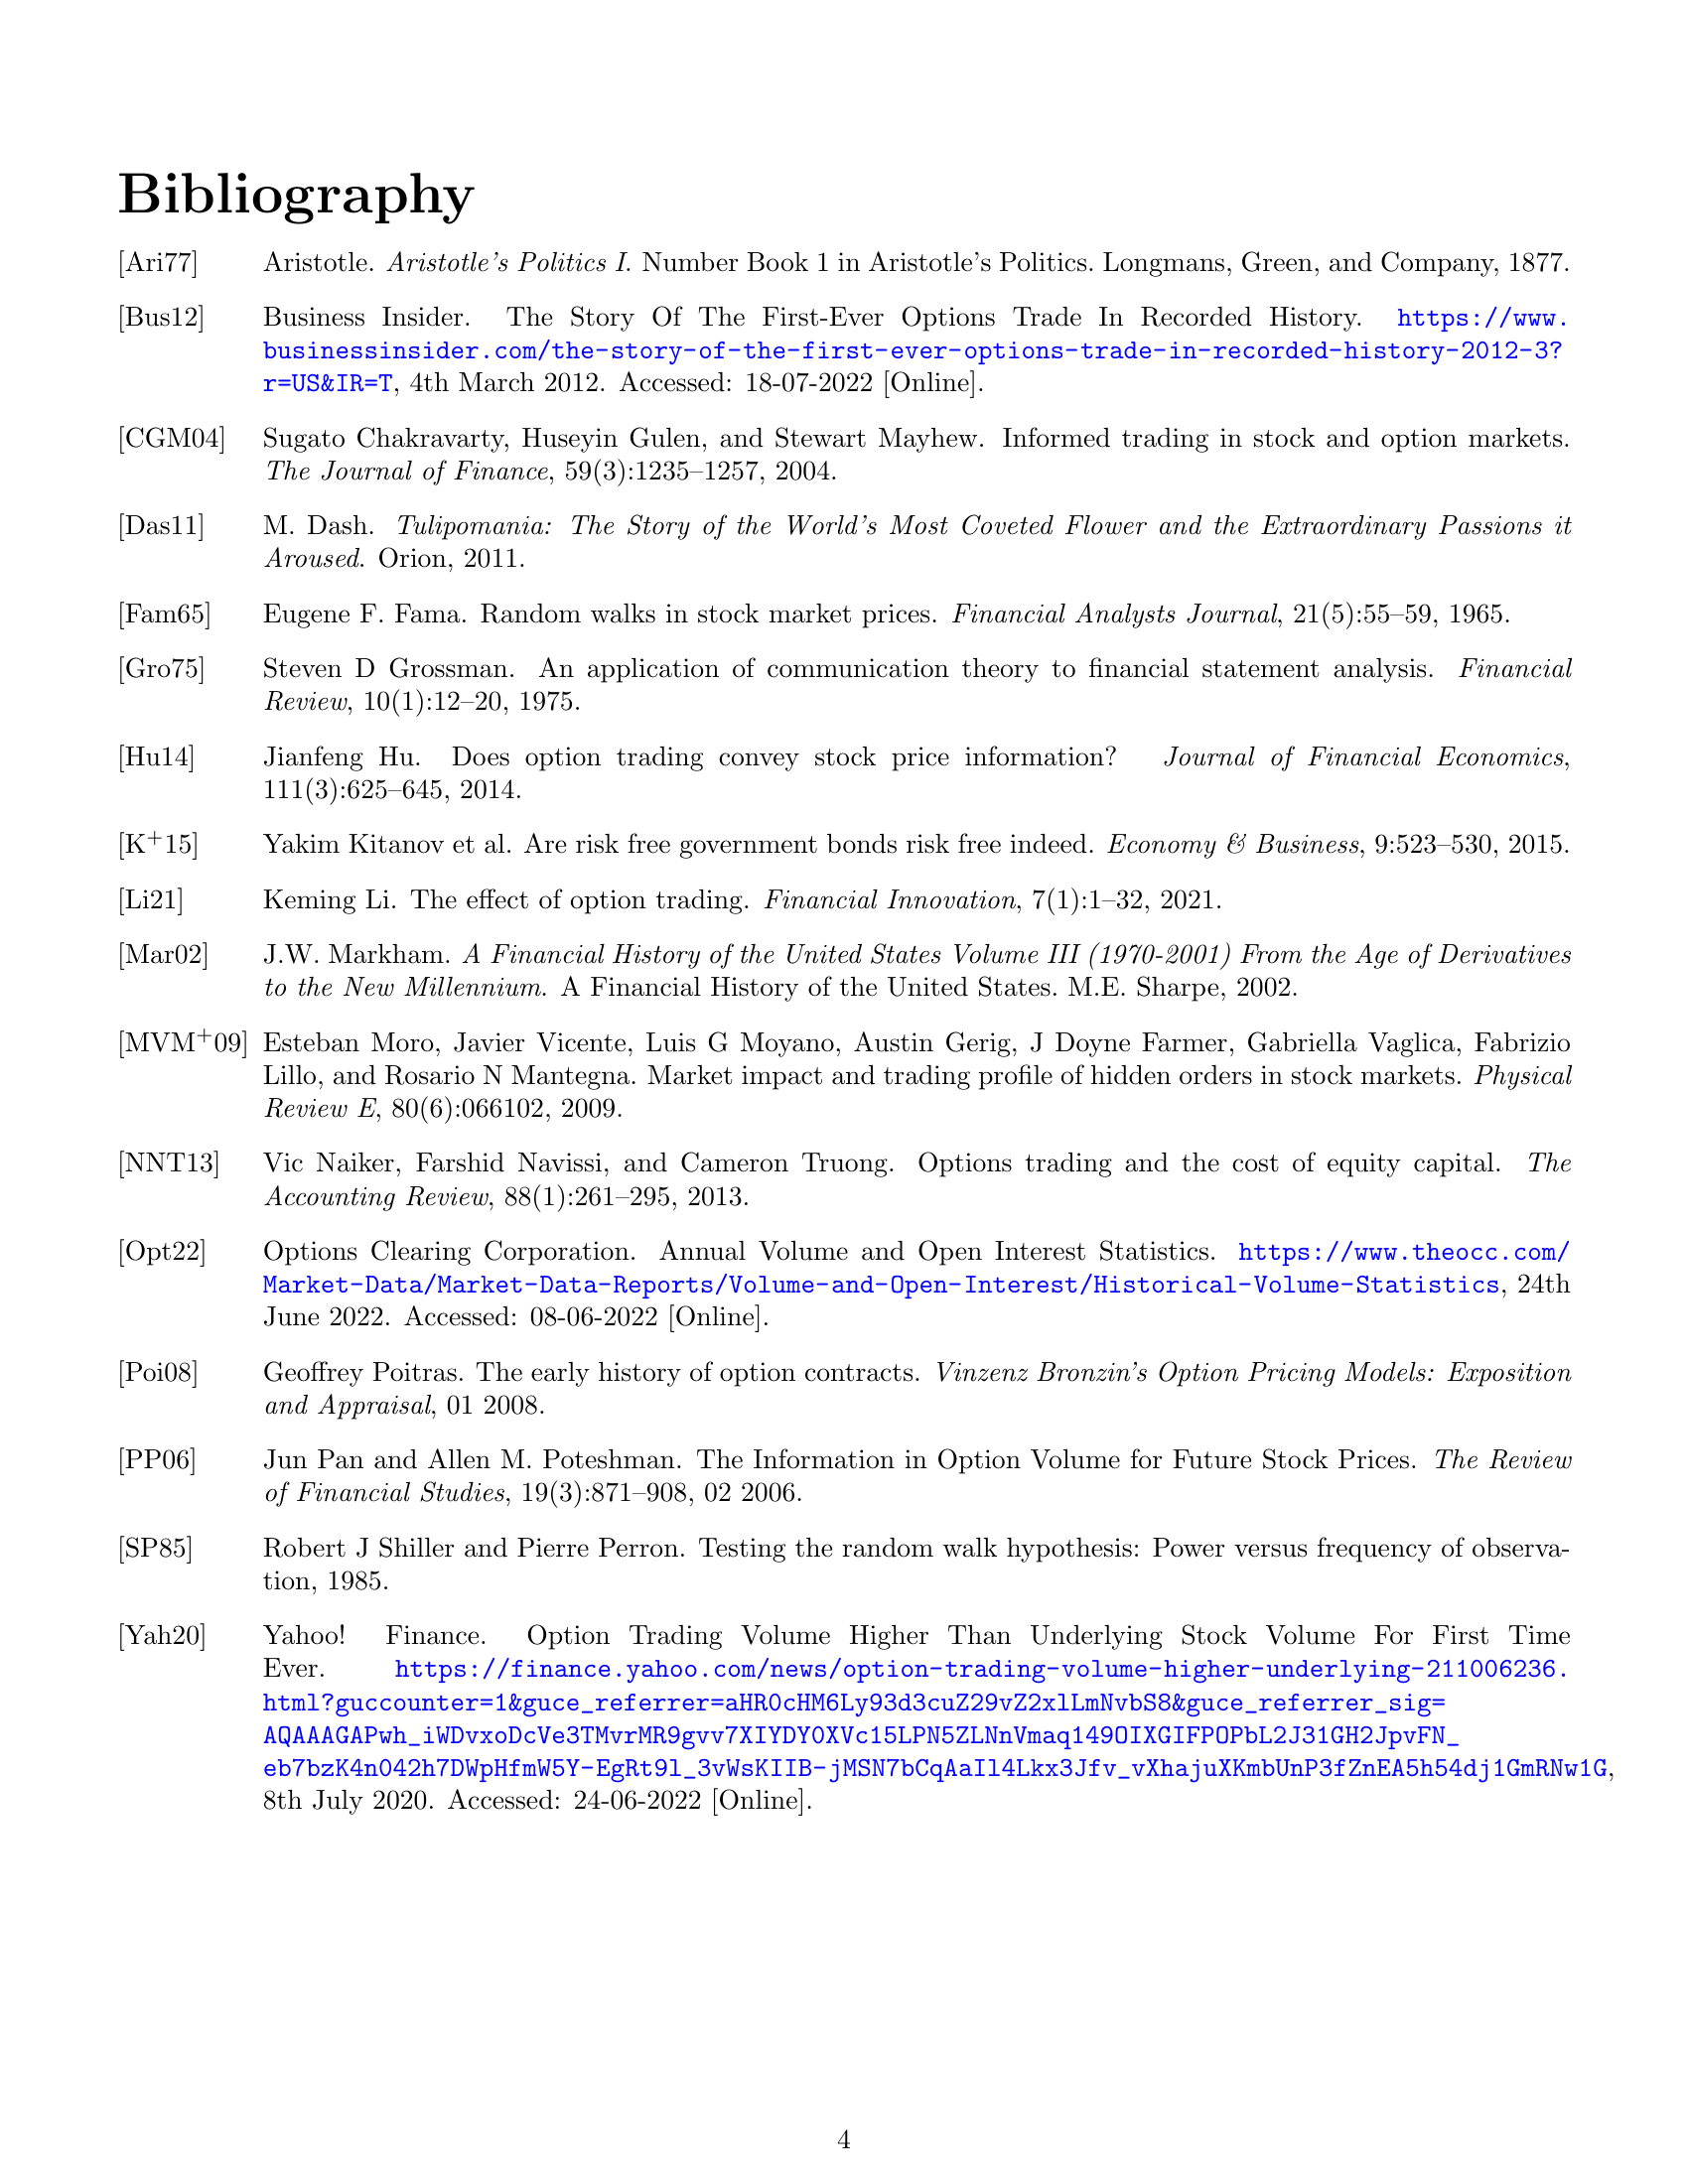 Bibliography
[Ari77] Aristotle. Aristotle's Politics I. Number Book 1 in Aristotle's Politics. Longmans, Green, and Company, 1877.
[Bus12] Business Insider. The Story Of The First-Ever Options Trade In Recorded History. https://www.
businessinsider.com/the-story-of-the-first-ever-options-trade-in-recorded-history-2012-3?
r=US&IR=T, 4th March 2012. Accessed: 18-07-2022 [Online].
[CGM04] Sugato Chakravarty, Huseyin Gulen, and Stewart Mayhew. Informed trading in stock and option markets.
The Journal of Finance, 59(3):1235–1257, 2004.
[Das11] M. Dash. Tulipomania: The Story of the World's Most Coveted Flower and the Extraordinary Passions it
Aroused. Orion, 2011.
[Fam65] Eugene F. Fama. Random walks in stock market prices. Financial Analysts Journal, 21(5):55–59, 1965.
[Gro75] Steven D Grossman. An application of communication theory to financial statement analysis. Financial
Review, 10(1):12–20, 1975.
[Hu14] Jianfeng Hu. Does option trading convey stock price information? Journal of Financial Economics,
111(3):625–645, 2014.
[K+15] Yakim Kitanov et al. Are risk free government bonds risk free indeed. Economy & Business, 9:523–530, 2015.
[Li21] Keming Li. The effect of option trading. Financial Innovation, 7(1):1–32, 2021.
[Mar02] J.W. Markham. A Financial History of the United States Volume III (1970-2001) From the Age of Derivatives
to the New Millennium. A Financial History of the United States. M.E. Sharpe, 2002.
[MVM+09] Esteban Moro, Javier Vicente, Luis G Moyano, Austin Gerig, J Doyne Farmer, Gabriella Vaglica, Fabrizio
Lillo, and Rosario N Mantegna. Market impact and trading profile of hidden orders in stock markets. Physical
Review E, 80(6):066102, 2009.
[NNT13] Vic Naiker, Farshid Navissi, and Cameron Truong. Options trading and the cost of equity capital. The
Accounting Review, 88(1):261–295, 2013.
[Opt22] Options Clearing Corporation. Annual Volume and Open Interest Statistics. https://www.theocc.com/
Market-Data/Market-Data-Reports/Volume-and-Open-Interest/Historical-Volume-Statistics, 24th
June 2022. Accessed: 08-06-2022 [Online].
[Poi08] Geoffrey Poitras. The early history of option contracts. Vinzenz Bronzin's Option Pricing Models: Exposition
and Appraisal, 01 2008.
[PP06] Jun Pan and Allen M. Poteshman. The Information in Option Volume for Future Stock Prices. The Review
of Financial Studies, 19(3):871–908, 02 2006.
[SP85] Robert J Shiller and Pierre Perron. Testing the random walk hypothesis: Power versus frequency of observa-
tion, 1985.
[Yah20] Yahoo! Finance. Option Trading Volume Higher Than Underlying Stock Volume For First Time
Ever. https://finance.yahoo.com/news/option-trading-volume-higher-underlying-211006236.
html?guccounter=1&guce_referrer=aHR0cHM6Ly93d3cuZ29vZ2xlLmNvbS8&guce_referrer_sig=
AQAAAGAPwh_iWDvxoDcVe3TMvrMR9gvv7XIYDY0XVc15LPN5ZLNnVmaq149OIXGIFPOPbL2J31GH2JpvFN_
eb7bzK4n042h7DWpHfmW5Y-EgRt9l_3vWsKIIB-jMSN7bCqAaIl4Lkx3Jfv_vXhajuXKmbUnP3fZnEA5h54dj1GmRNw1G,
8th July 2020. Accessed: 24-06-2022 [Online].
4